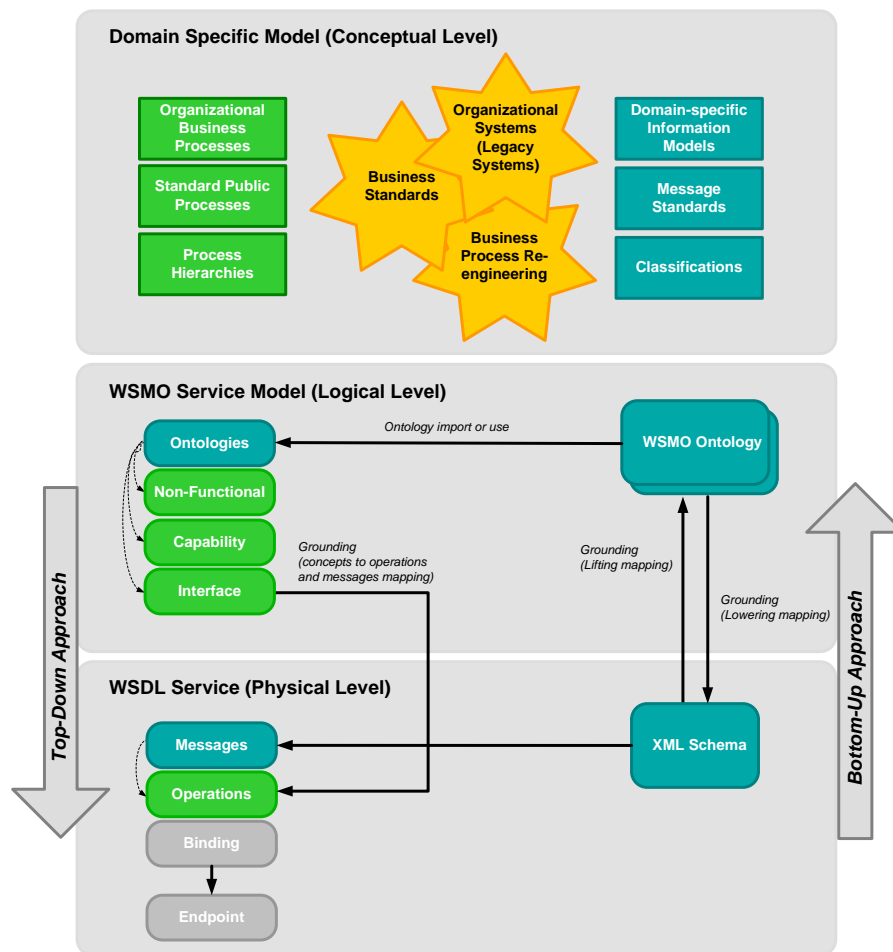 Domain Specific Model (Conceptual Level)
Organizational
Business
Processes
Standard Public
Processes
Process
Hierarchies
Business
Standards
Organizational
Systems
(Legacy
Systems)
Business
Process Re-
engineering
Domain-specific
Information
Models
Message
Standards
Classifications
WSMO Service Model (Logical Level)
Ontologies
Non-Functional
Capability
Interface
Ontology import or use
WSMO Ontology
Grounding
(concepts to operations
and messages mapping)
Grounding
(Lifting mapping)
Grounding
(Lowering mapping)
Top-Down Approach
Bottom-Up Approach
WSDL Service (Physical Level)
Messages
Operations
Binding
Endpoint
XML Schema